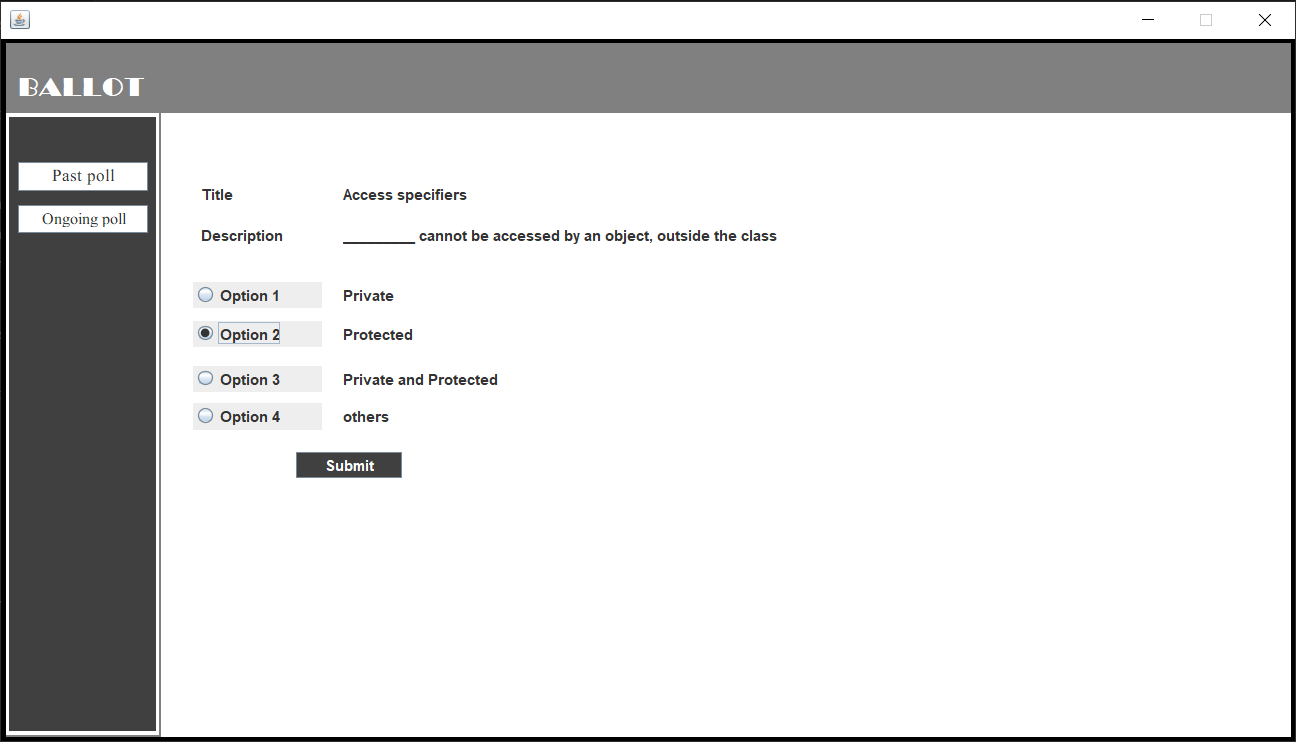 BALLOT
Past poll
Ongoing poll
Title Access specifiers
Description _________ cannot be accessed by an object, outside the class
Option 1 Private
Option 2 Protected
Option 3 Private and Protected
Option 4 others
Submit